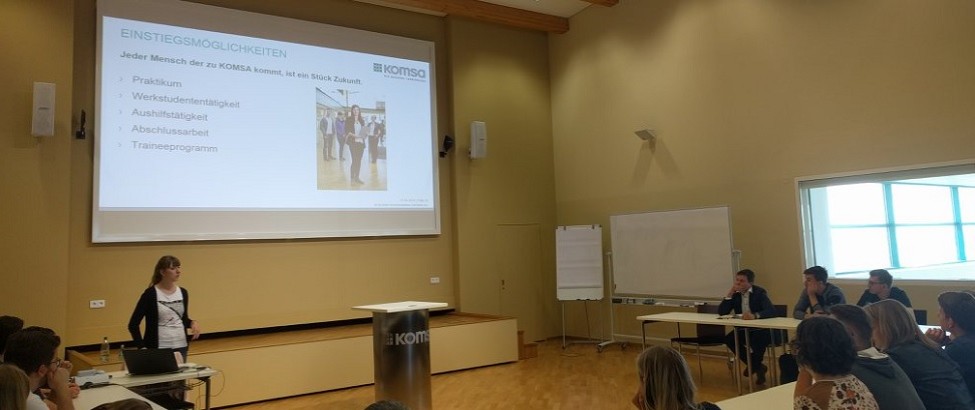 EINSTIEGSMÖGLICHKEITEN
Jeder Mensch der zu KOMSA kommt, ist ein Stück Zukunft.
KOMSA
› Praktikum
› Werkstudententätigkeit
› Aushilfstätigkeit
› Abschlussarbeit
› Traineeprogramm
KOMSA